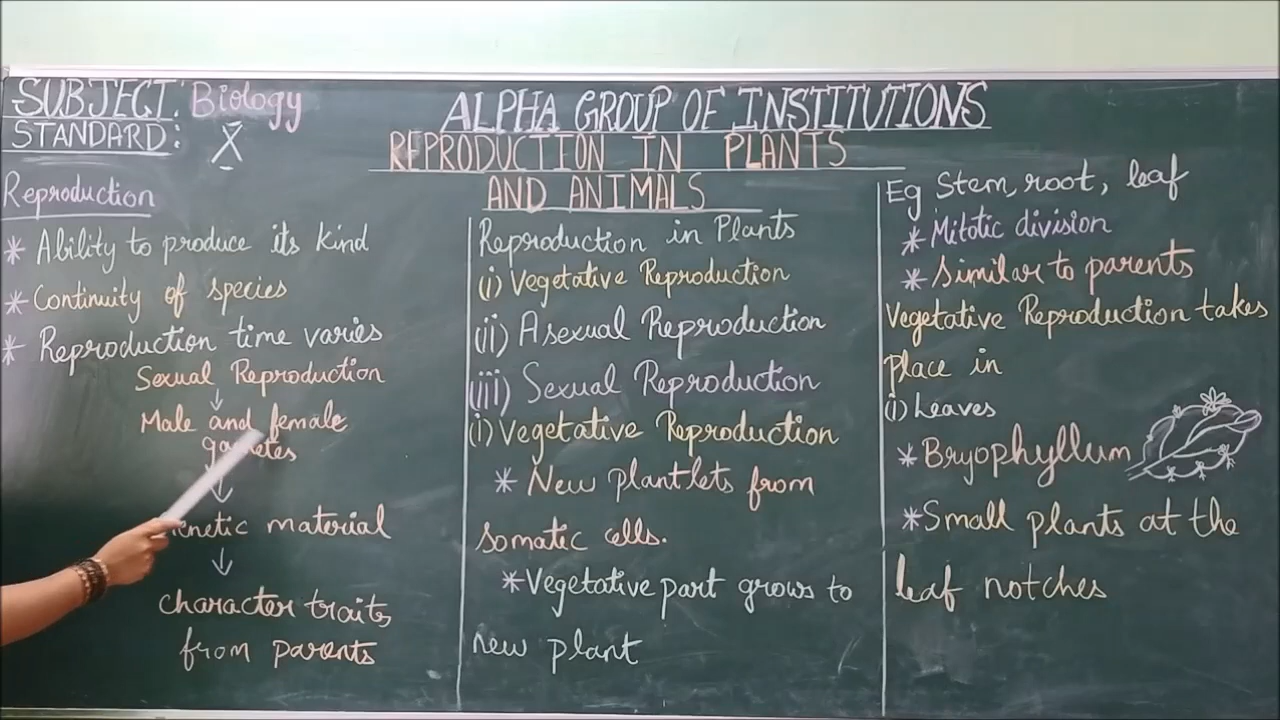 SUBJECT: Biology
STANDARD: X
ALPHA GROUP OF INSTITUTIONS
REPRODUCTION IN PLANTS
AND ANIMALS
Reproduction
* Ability to produce its kind
* Continuity of species
* Reproduction time varies
Sexual Reproduction
↓
Male and female
gametes
↓
Genetic material
↓
Character traits
from parents
Reproduction in Plants
(i) Vegetative Reproduction
(ii) Asexual Reproduction
(iii) Sexual Reproduction
(i) Vegetative Reproduction
* New plantlets from
somatic cells.
* Vegetative part grows to
new plant
Eg Stem, root, leaf
* Mitotic division
* Similar to parents
Vegetative Reproduction takes
place in
(i) Leaves
* Bryophyllum
* Small plants at the
leaf notches